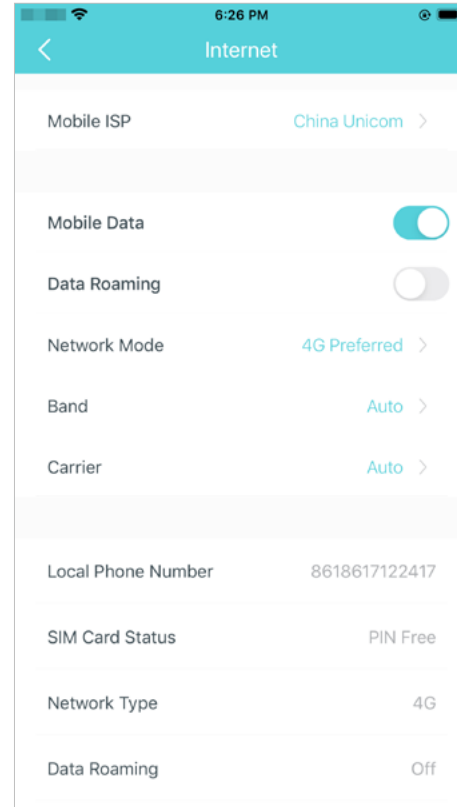 6:26 PM
Internet
Mobile ISP China Unicom
Mobile Data
Data Roaming
Network Mode 4G Preferred
Band Auto
Carrier Auto
Local Phone Number 8618617122417
SIM Card Status PIN Free
Network Type 4G
Data Roaming Off